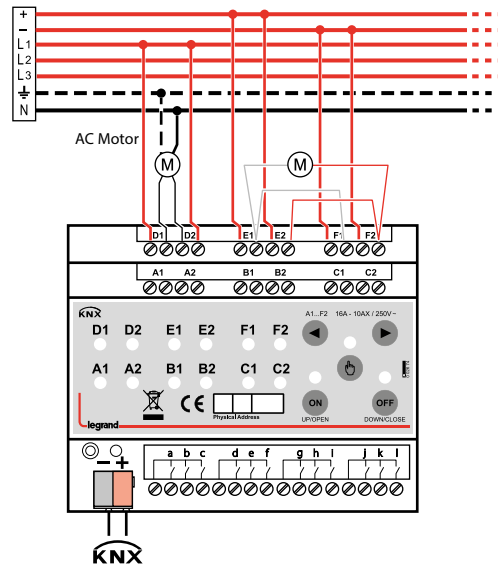 +
−
L1
L2
L3
N
AC Motor
M
M
D1 D2 E1 E2 F1 F2
A1 A2 B1 B2 C1 C2
KNX
A1...F2 16A - 10AX / 250V~
D1 D2 E1 E2 F1 F2
A1 A2 B1 B2 C1 C2
ON OFF
Physical Address
UP/OPEN DOWN/CLOSE
legrand
CE
a b c d e f g h i j k l
− +
KNX